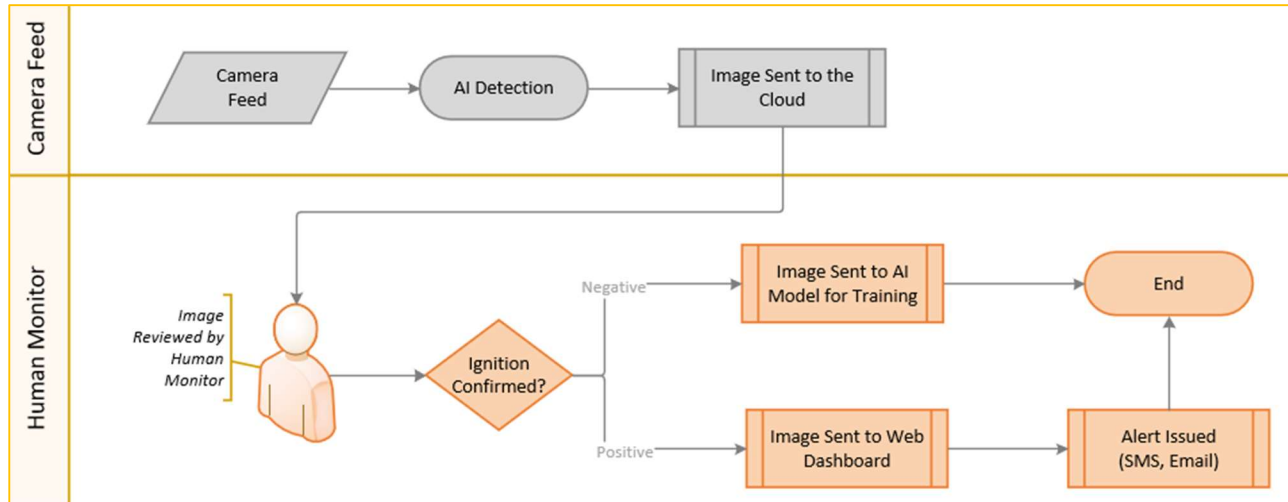 Camera Feed
Camera
Feed
AI Detection
Image Sent to the
Cloud
Human Monitor
Image
Reviewed by
Human
Monitor
Ignition
Confirmed?
Negative
Image Sent to AI
Model for Training
End
Positive
Image Sent to Web
Dashboard
Alert Issued
(SMS, Email)